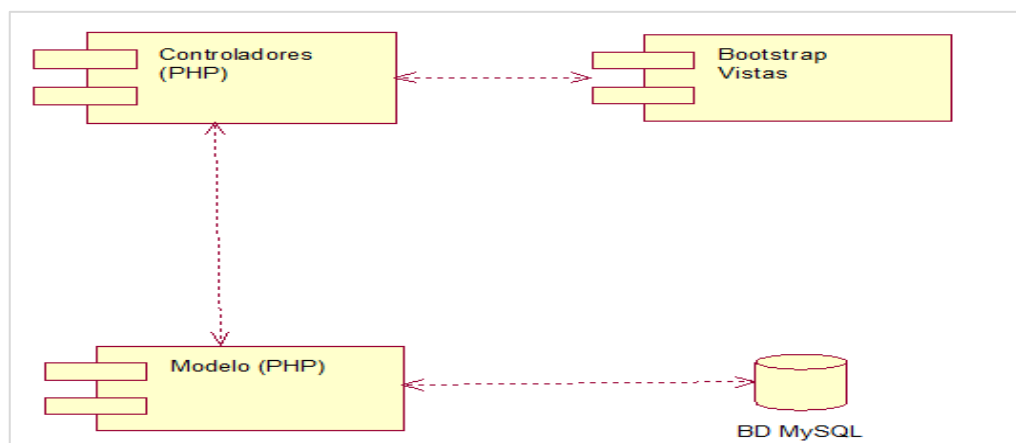 Controladores
(PHP)
Bootstrap
Vistas
Modelo (PHP)
BD MySQL